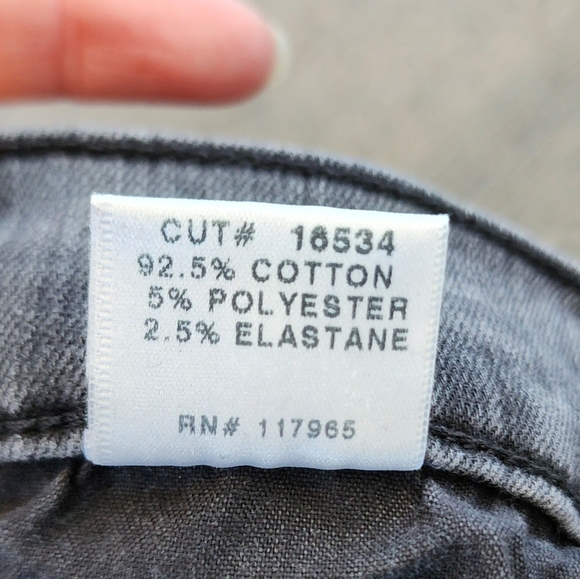 CUT# 16534
92.5% COTTON
5% POLYESTER
2.5% ELASTANE
RN# 117965